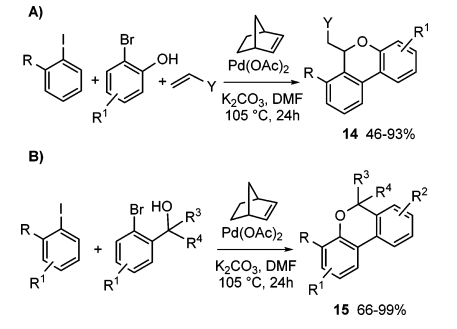 A)
I
R
+
Br
OH
R¹
+
Y
Pd(OAc)₂
K₂CO₃, DMF
105 °C, 24h
Y
O
R¹
R
14 46-93%
B)
I
R
R¹
+
Br
HO
R³
R⁴
R¹
Pd(OAc)₂
K₂CO₃, DMF
105 °C, 24h
R³
R⁴
R²
O
R
R¹
15 66-99%